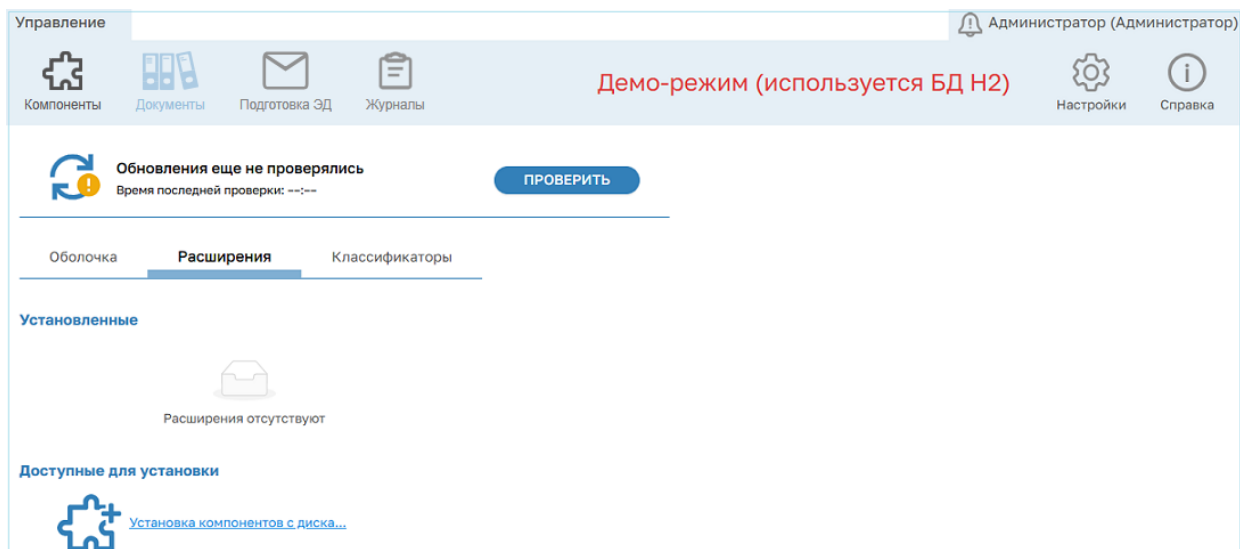 Управление
Администратор (Администратор)
Компоненты
Документы
Подготовка ЭД
Журналы
Демо-режим (используется БД H2)
Настройки
Справка
Обновления еще не проверялись
Время последней проверки: --:--
ПРОВЕРИТЬ
Оболочка
Расширения
Классификаторы
Установленные
Расширения отсутствуют
Доступные для установки
Установка компонентов с диска...